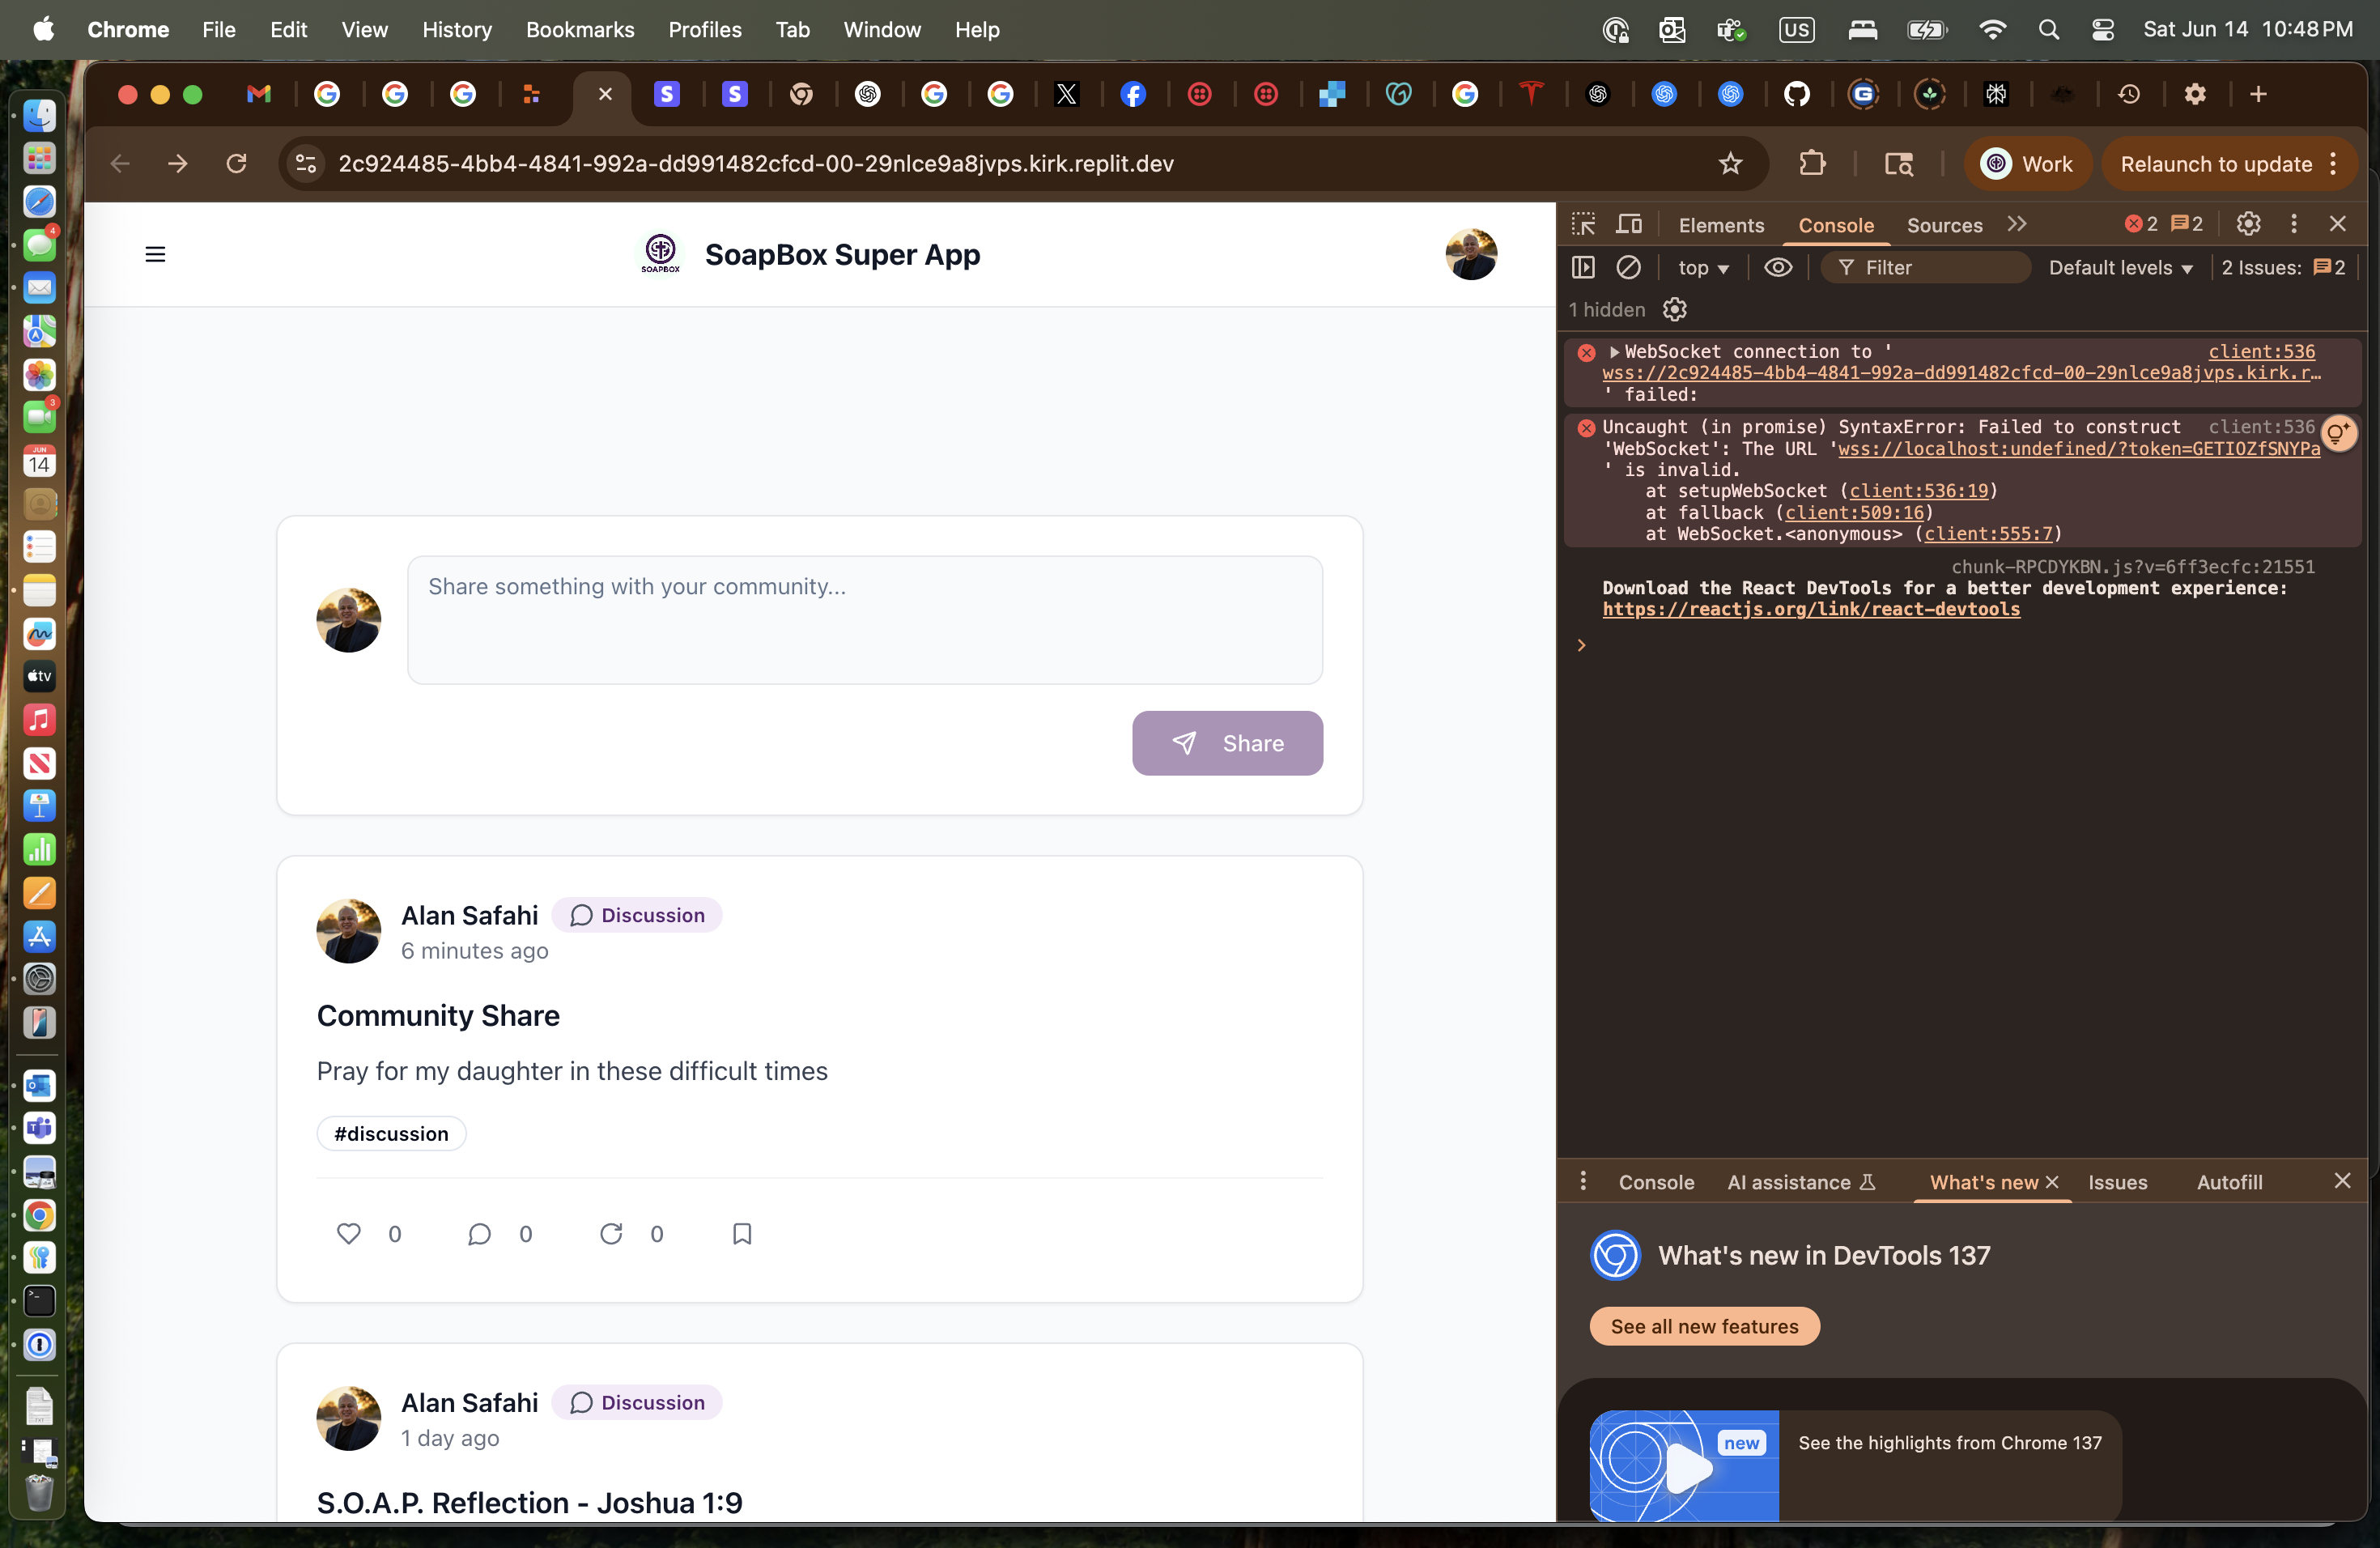 Chrome File Edit View History Bookmarks Profiles Tab Window Help US Sat Jun 14 10:48 PM
2c924485-4bb4-4841-992a-dd991482cfcd-00-29nlce9a8jvps.kirk.replit.dev Work Relaunch to update
SOAPBOX
SoapBox Super App
Share something with your community...
Share
Alan Safahi Discussion
6 minutes ago
Community Share
Pray for my daughter in these difficult times
#discussion
0 0 0
Alan Safahi Discussion
1 day ago
S.O.A.P. Reflection - Joshua 1:9
Elements Console Sources 2 2
top Filter Default levels 2 Issues: 2
1 hidden
WebSocket connection to ' client:536
wss://2c924485-4bb4-4841-992a-dd991482cfcd-00-29nlce9a8jvps.kirk.r…
' failed:
Uncaught (in promise) SyntaxError: Failed to construct client:536
'WebSocket': The URL 'wss://localhost:undefined/?token=GETIOZfSNYPa
' is invalid.
at setupWebSocket (client:536:19)
at fallback (client:509:16)
at WebSocket.<anonymous> (client:555:7)
chunk-RPCDYKBN.js?v=6ff3ecfc:21551
Download the React DevTools for a better development experience:
https://reactjs.org/link/react-devtools
Console AI assistance What's new Issues Autofill
What's new in DevTools 137
See all new features
new
See the highlights from Chrome 137
4
3
JUN
14
tv